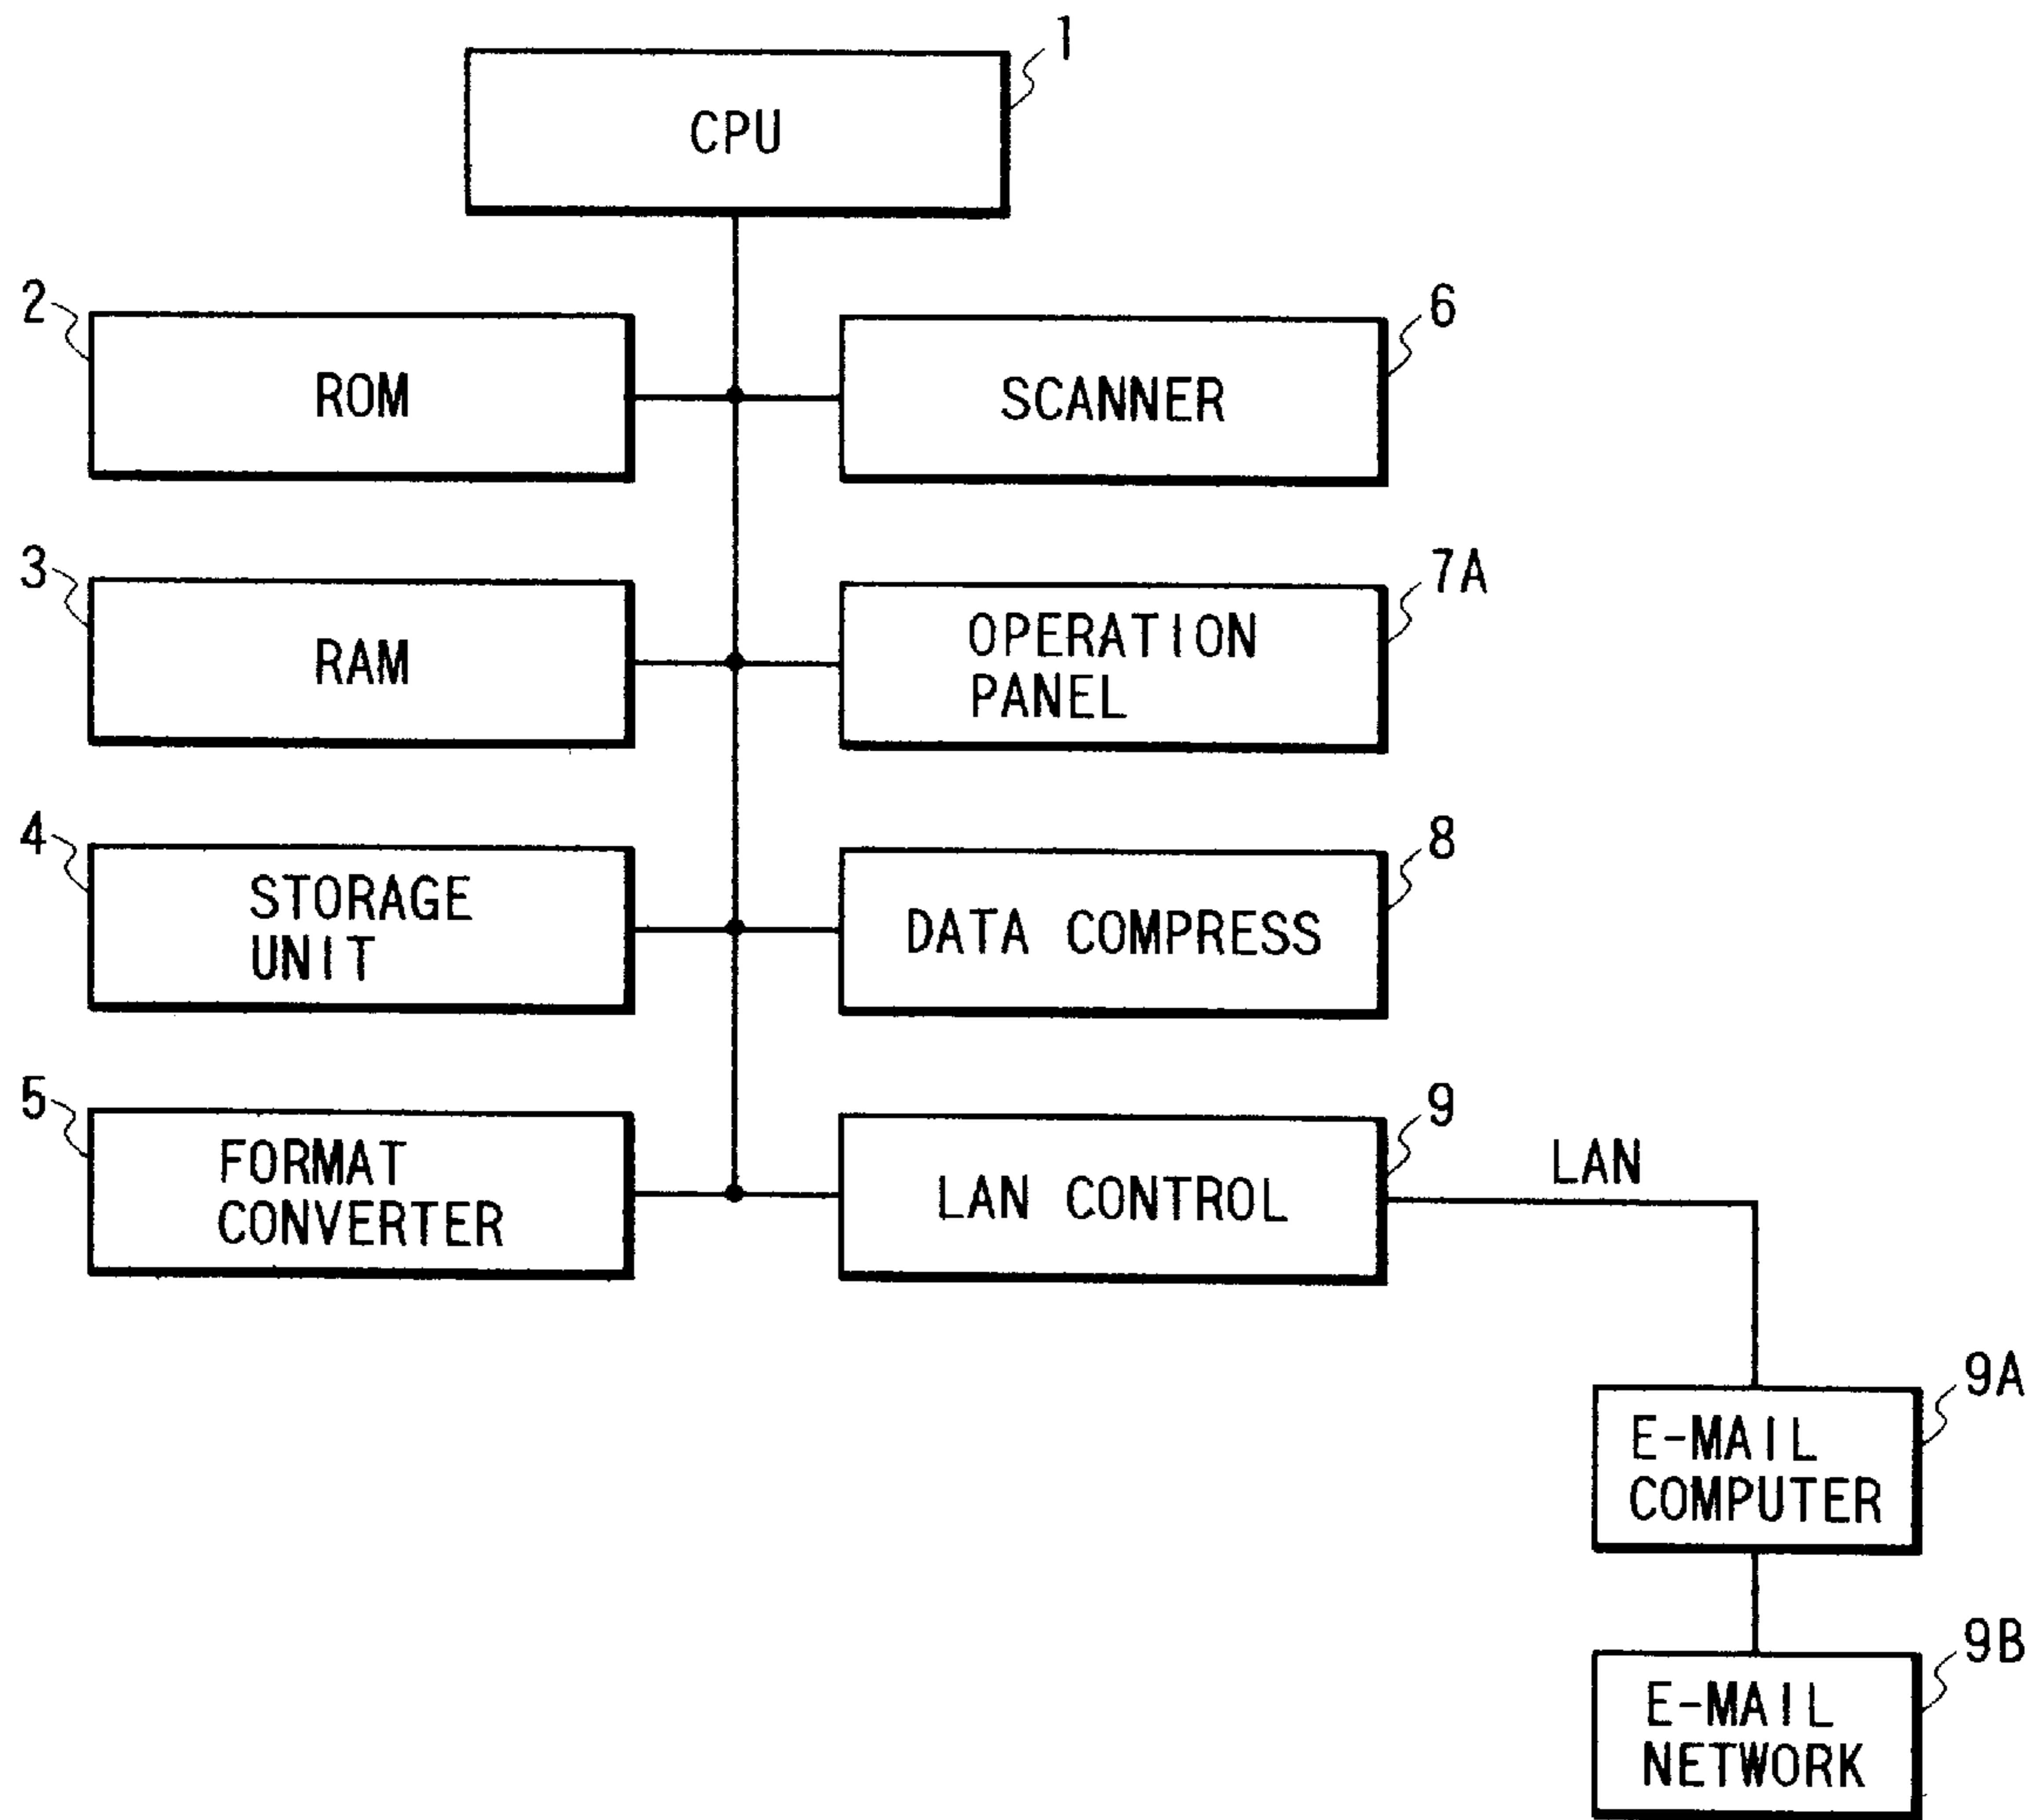 1
CPU
2
ROM
6
SCANNER
3
RAM
7A
OPERATION
PANEL
4
STORAGE
UNIT
8
DATA COMPRESS
5
FORMAT
CONVERTER
9
LAN CONTROL
LAN
9A
E-MAIL
COMPUTER
9B
E-MAIL
NETWORK